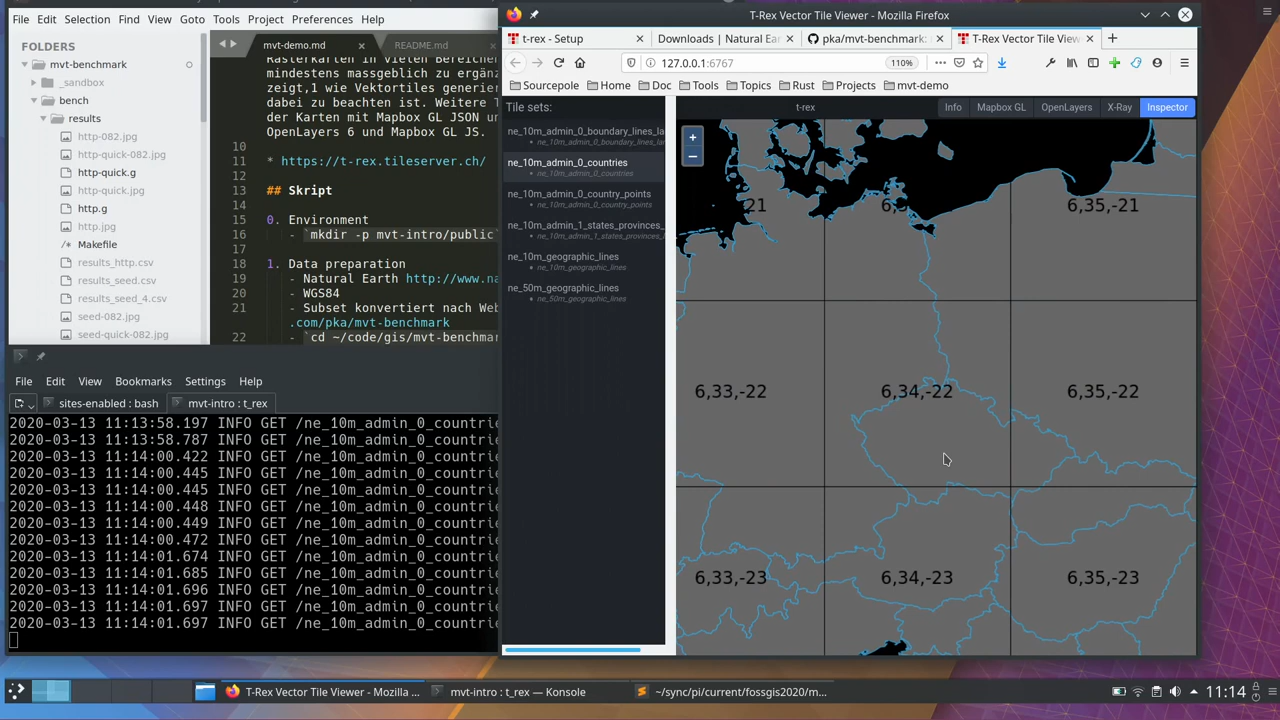 File Edit Selection Find View Goto Tools Project Preferences Help
FOLDERS
mvt-benchmark
_sandbox
bench
results
http-082.jpg
http-quick-082.jpg
http-quick.g
http-quick.jpg
http.g
http.jpg
/* Makefile
results_http.csv
results_seed.csv
results_seed_4.csv
seed-082.jpg
seed-quick-082.jpg
mvt-demo.md
README.md
Rasterkarten in vielen Bereichen
mindestens massgeblich zu ergänz
zeigt,1 wie Vektortiles generier
dabei zu beachten ist. Weitere T
der Karten mit Mapbox GL JSON un
OpenLayers 6 und Mapbox GL JS.
10
11 * https://t-rex.tileserver.ch/
12
13 ## Skript
14
15 0. Environment
16 - `mkdir -p mvt-intro/public`
17
18 1. Data preparation
19 - Natural Earth http://www.na
20 - WGS84
21 - Subset konvertiert nach Web
.com/pka/mvt-benchmark
22 - `cd ~/code/gis/mvt-benchmar
File Edit View Bookmarks Settings Help
sites-enabled : bash
mvt-intro : t_rex
2020-03-13 11:13:58.197 INFO GET /ne_10m_admin_0_countrie
2020-03-13 11:13:58.787 INFO GET /ne_10m_admin_0_countrie
2020-03-13 11:14:00.422 INFO GET /ne_10m_admin_0_countrie
2020-03-13 11:14:00.445 INFO GET /ne_10m_admin_0_countrie
2020-03-13 11:14:00.445 INFO GET /ne_10m_admin_0_countrie
2020-03-13 11:14:00.448 INFO GET /ne_10m_admin_0_countrie
2020-03-13 11:14:00.449 INFO GET /ne_10m_admin_0_countrie
2020-03-13 11:14:00.472 INFO GET /ne_10m_admin_0_countrie
2020-03-13 11:14:01.674 INFO GET /ne_10m_admin_0_countrie
2020-03-13 11:14:01.685 INFO GET /ne_10m_admin_0_countrie
2020-03-13 11:14:01.696 INFO GET /ne_10m_admin_0_countrie
2020-03-13 11:14:01.697 INFO GET /ne_10m_admin_0_countrie
2020-03-13 11:14:01.697 INFO GET /ne_10m_admin_0_countrie
T-Rex Vector Tile Viewer - Mozilla Firefox
t-rex - Setup
Downloads | Natural Ear
pka/mvt-benchmark:
T-Rex Vector Tile Viewer
127.0.0.1:6767
110%
Sourcepole Home Doc Tools Topics Rust Projects mvt-demo
Tile sets:
t-rex
Info Mapbox GL OpenLayers X-Ray Inspector
ne_10m_admin_0_boundary_lines_la
ne_10m_admin_0_boundary_lines_la
ne_10m_admin_0_countries
ne_10m_admin_0_countries
ne_10m_admin_0_country_points
ne_10m_admin_0_country_points
ne_10m_admin_1_states_provinces_
ne_10m_admin_1_states_provinces_l
ne_10m_geographic_lines
ne_10m_geographic_lines
ne_50m_geographic_lines
ne_50m_geographic_lines
+
−
6,35,-21
6,33,-22
6,34,-22
6,35,-22
6,33,-23
6,34,-23
6,35,-23
T-Rex Vector Tile Viewer - Mozilla ...
mvt-intro : t_rex — Konsole
~/sync/pi/current/fossgis2020/m...
11:14